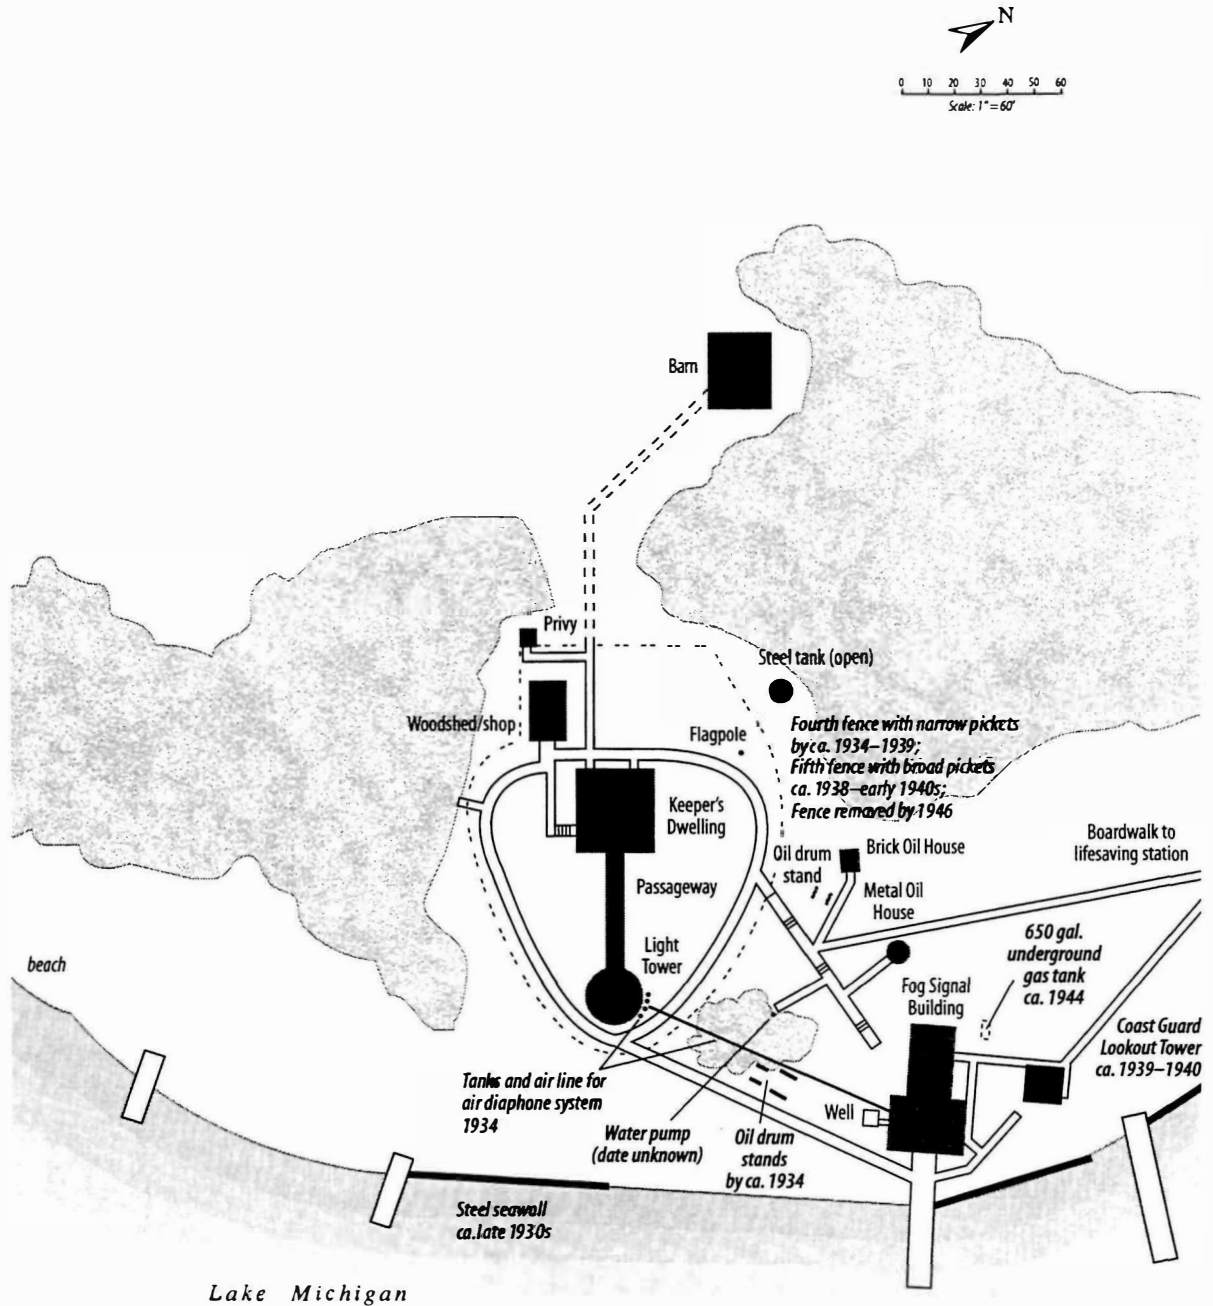 N
0 10 20 30 40 50 60
Scale: 1" = 60'
Barn
Privy
Steel tank (open)
Woodshed/shop
Flagpole
Fourth fence with narrow pickets
by ca. 1934–1939;
Fifth fence with broad pickets
ca. 1938–early 1940s;
Fence removed by 1946
Keeper's
Dwelling
Boardwalk to
lifesaving station
Oil drum
stand
Brick Oil House
Passageway
Metal Oil
House
650 gal.
underground
gas tank
ca. 1944
Light
Tower
beach
Fog Signal
Building
Coast Guard
Lookout Tower
ca. 1939–1940
Tanks and air line for
air diaphone system
1934
Well
Water pump
(date unknown)
Oil drum
stands
by ca. 1934
Steel seawall
ca. late 1930s
Lake Michigan